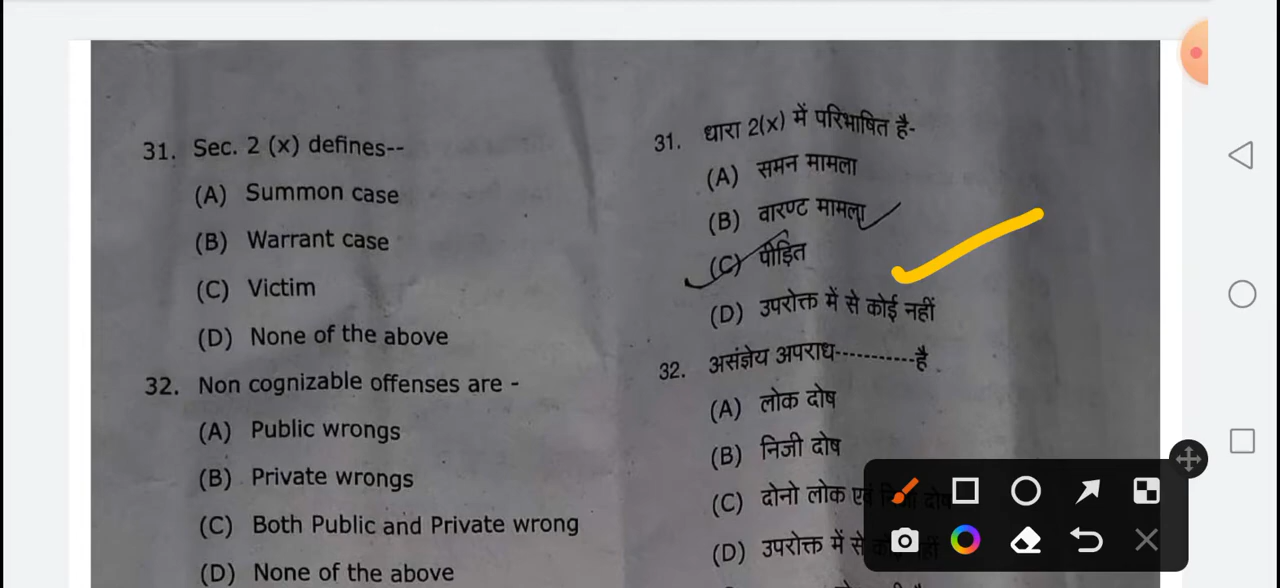 31. Sec. 2 (x) defines--
(A) Summon case
(B) Warrant case
(C) Victim
(D) None of the above
32. Non cognizable offenses are -
(A) Public wrongs
(B) Private wrongs
(C) Both Public and Private wrong
(D) None of the above
31. धारा 2(x) में परिभाषित है-
(A) समन मामला
(B) वारण्ट मामला
(C) पीड़ित
(D) उपरोक्त में से कोई नहीं
32. असंज्ञेय अपराध-----------है
(A) लोक दोष
(B) निजी दोष
(C) दोनो लोक एवं निजी दोष
(D) उपरोक्त में से कोई नहीं